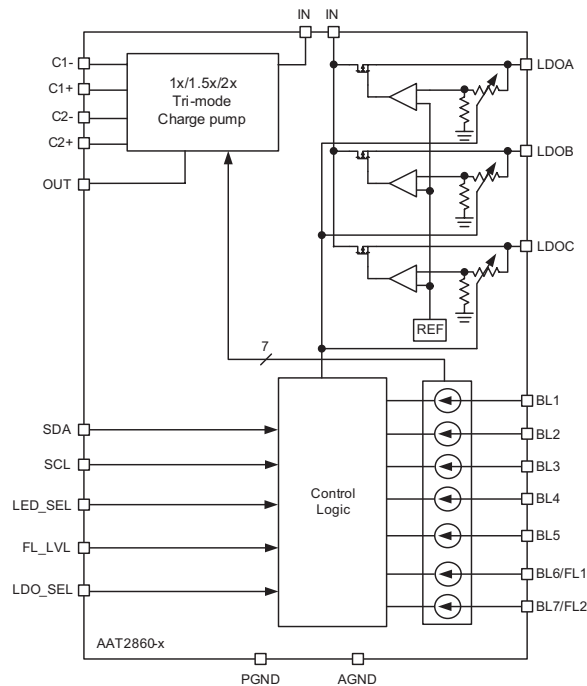 IN IN
C1-
C1+
C2-
C2+
OUT
1x/1.5x/2x
Tri-mode
Charge pump
LDOA
LDOB
LDOC
REF
7
SDA
SCL
LED_SEL
FL_LVL
LDO_SEL
Control
Logic
BL1
BL2
BL3
BL4
BL5
BL6/FL1
BL7/FL2
AAT2860-x
PGND AGND